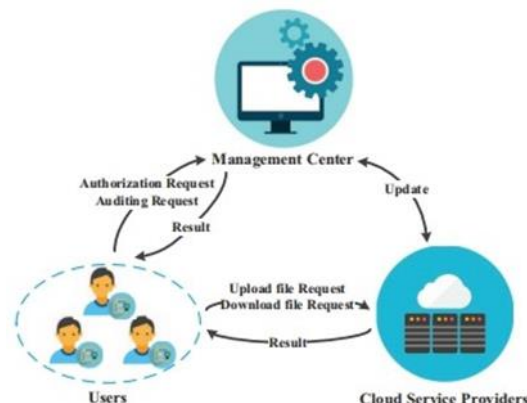 Management Center
Authorization Request
Auditing Request
Result
Update
Upload file Request
Download file Request
Result
Users
Cloud Service Providers